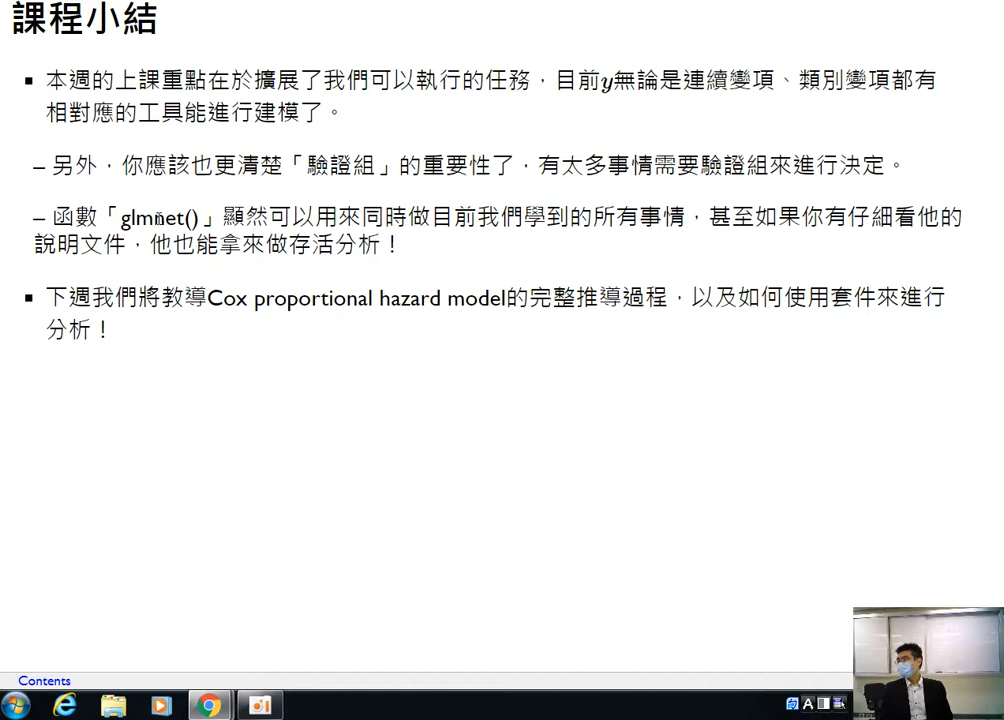 課程小結
▪ 本週的上課重點在於擴展了我們可以執行的任務，目前y無論是連續變項、類別變項都有
相對應的工具能進行建模了。
– 另外，你應該也更清楚「驗證組」的重要性了，有太多事情需要驗證組來進行決定。
– 函數「glmnet()」顯然可以用來同時做目前我們學到的所有事情，甚至如果你有仔細看他的
說明文件，他也能拿來做存活分析！
▪ 下週我們將教導Cox proportional hazard model的完整推導過程，以及如何使用套件來進行
分析！
Contents
A